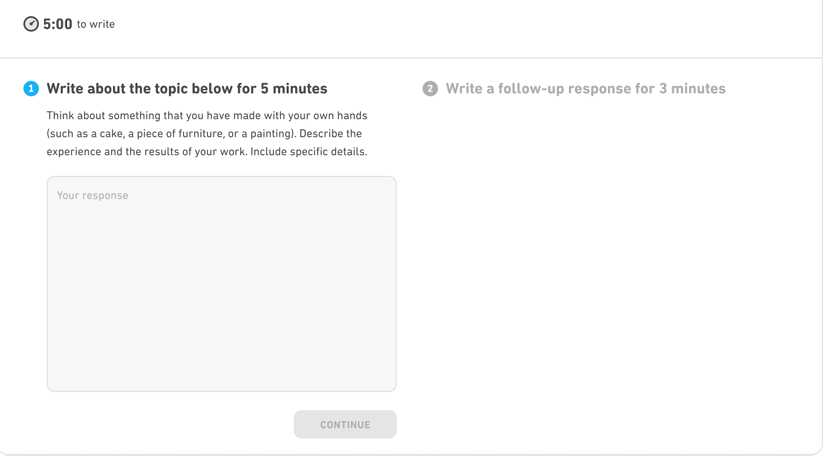 5:00 to write
1 Write about the topic below for 5 minutes
Think about something that you have made with your own hands
(such as a cake, a piece of furniture, or a painting). Describe the
experience and the results of your work. Include specific details.
Your response
CONTINUE
2 Write a follow-up response for 3 minutes